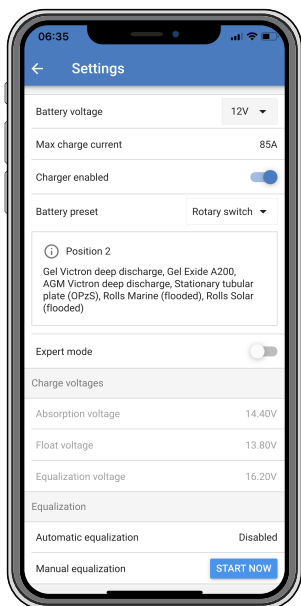 06:35
Settings
Battery voltage 12V
Max charge current 85A
Charger enabled
Battery preset Rotary switch
Position 2
Gel Victron deep discharge, Gel Exide A200,
AGM Victron deep discharge, Stationary tubular
plate (OPzS), Rolls Marine (flooded), Rolls Solar
(flooded)
Expert mode
Charge voltages
Absorption voltage 14.40V
Float voltage 13.80V
Equalization voltage 16.20V
Equalization
Automatic equalization Disabled
Manual equalization START NOW